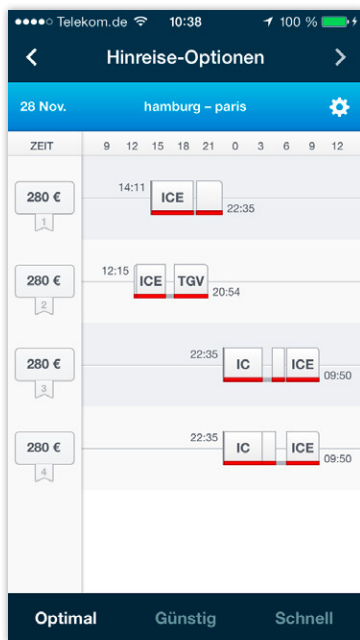 Telekom.de 10:38 100 %
Hinreise-Optionen
28 Nov. hamburg – paris
ZEIT 9 12 15 18 21 0 3 6 9 12
280 € 14:11 ICE 22:35
1
280 € 12:15 ICE TGV 20:54
2
280 € 22:35 IC ICE 09:50
3
280 € 22:35 IC ICE 09:50
4
Optimal Günstig Schnell